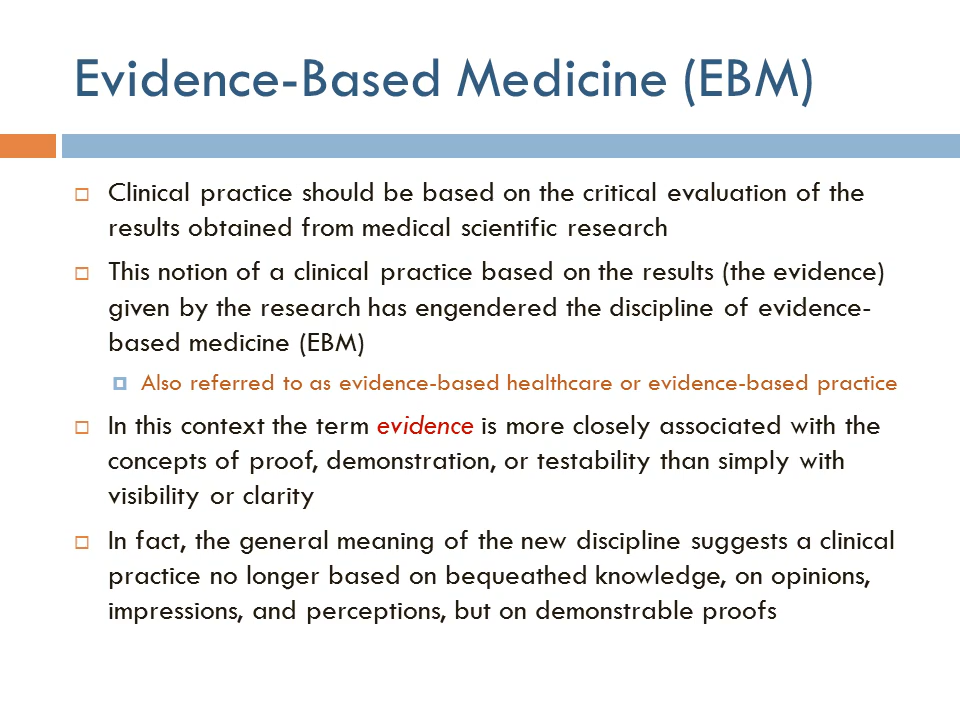 Evidence-Based Medicine (EBM)
Clinical practice should be based on the critical evaluation of the
results obtained from medical scientific research
This notion of a clinical practice based on the results (the evidence)
given by the research has engendered the discipline of evidence-
based medicine (EBM)
Also referred to as evidence-based healthcare or evidence-based practice
In this context the term evidence is more closely associated with the
concepts of proof, demonstration, or testability than simply with
visibility or clarity
In fact, the general meaning of the new discipline suggests a clinical
practice no longer based on bequeathed knowledge, on opinions,
impressions, and perceptions, but on demonstrable proofs